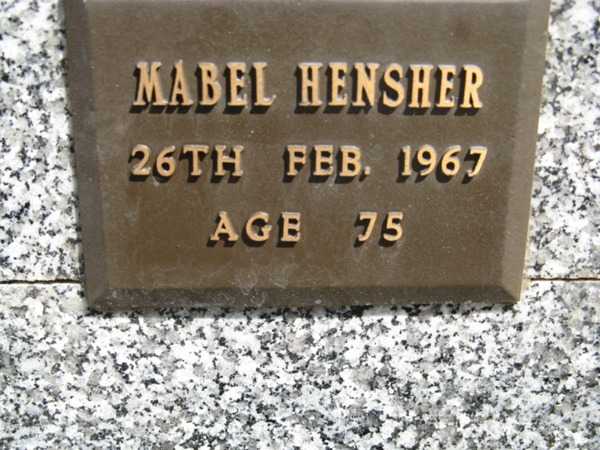 MABEL HENSHER
26TH FEB. 1967
AGE 75